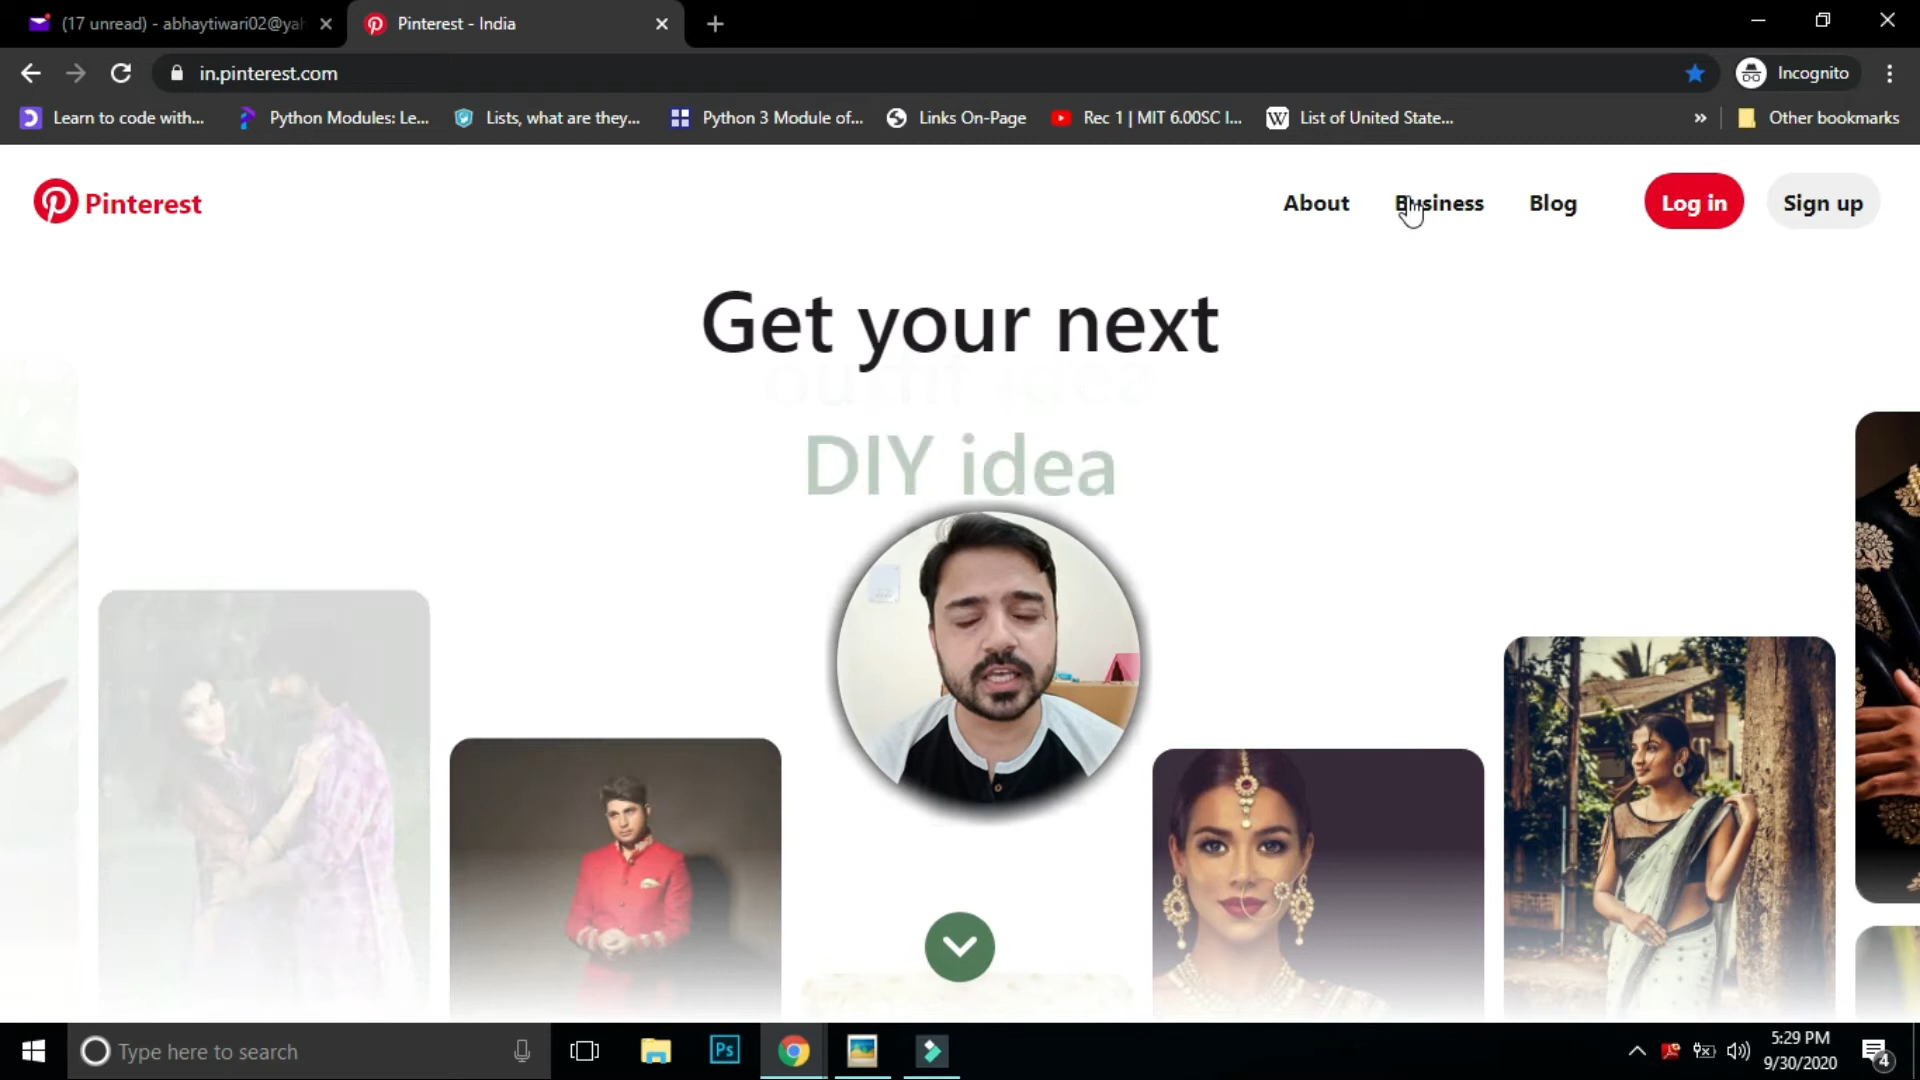 (17 unread) - abhaytiwari02@yah
Pinterest - India
in.pinterest.com
Incognito
Learn to code with...
Python Modules: Le...
Lists, what are they,...
Python 3 Module of...
Links On-Page
Rec 1 | MIT 6.00SC I...
List of United State...
»
Other bookmarks
Pinterest
About
Business
Blog
Log in
Sign up
Get your next
outfit idea
DIY idea
Ps
Type here to search
5:29 PM
9/30/2020
4